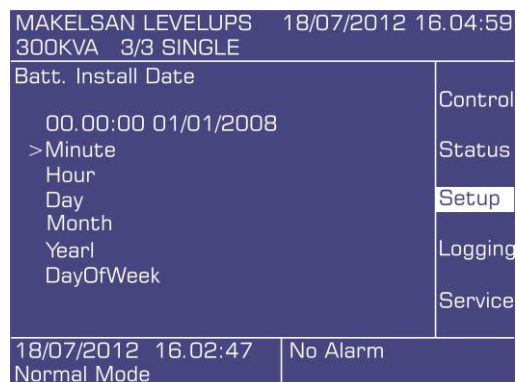 MAKELSAN LEVELUPS 18/07/2012 16.04:59
300KVA 3/3 SINGLE
Batt. Install Date
00.00:00 01/01/2008
>Minute
Hour
Day
Month
Yearl
DayOfWeek
Control
Status
Setup
Logging
Service
18/07/2012 16.02:47 No Alarm
Normal Mode